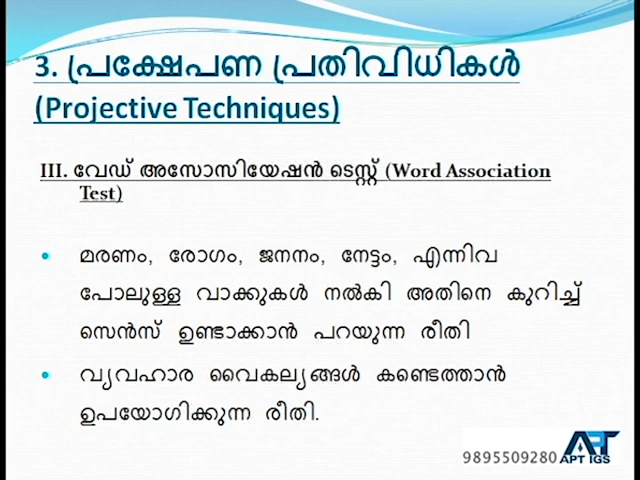 3. പ്രക്ഷേപണ പ്രതിവിധികൾ
(Projective Techniques)
III. വേഡ് അസോസിയേഷൻ ടെസ്റ്റ് (Word Association
Test)
• മരണം, രോഗം, ജനനം, നേട്ടം, എന്നിവ
പോലുള്ള വാക്കുകൾ നൽകി അതിനെ കുറിച്ച്
സെൻസ് ഉണ്ടാക്കാൻ പറയുന്ന രീതി
• വ്യവഹാര വൈകല്യങ്ങൾ കണ്ടെത്താൻ
ഉപയോഗിക്കുന്ന രീതി.
9895509280
APT IGS